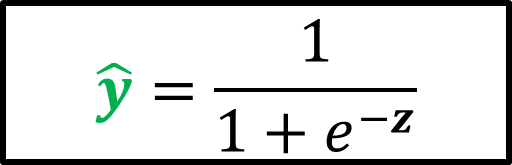 ŷ = 1 / (1 + e^{-z})